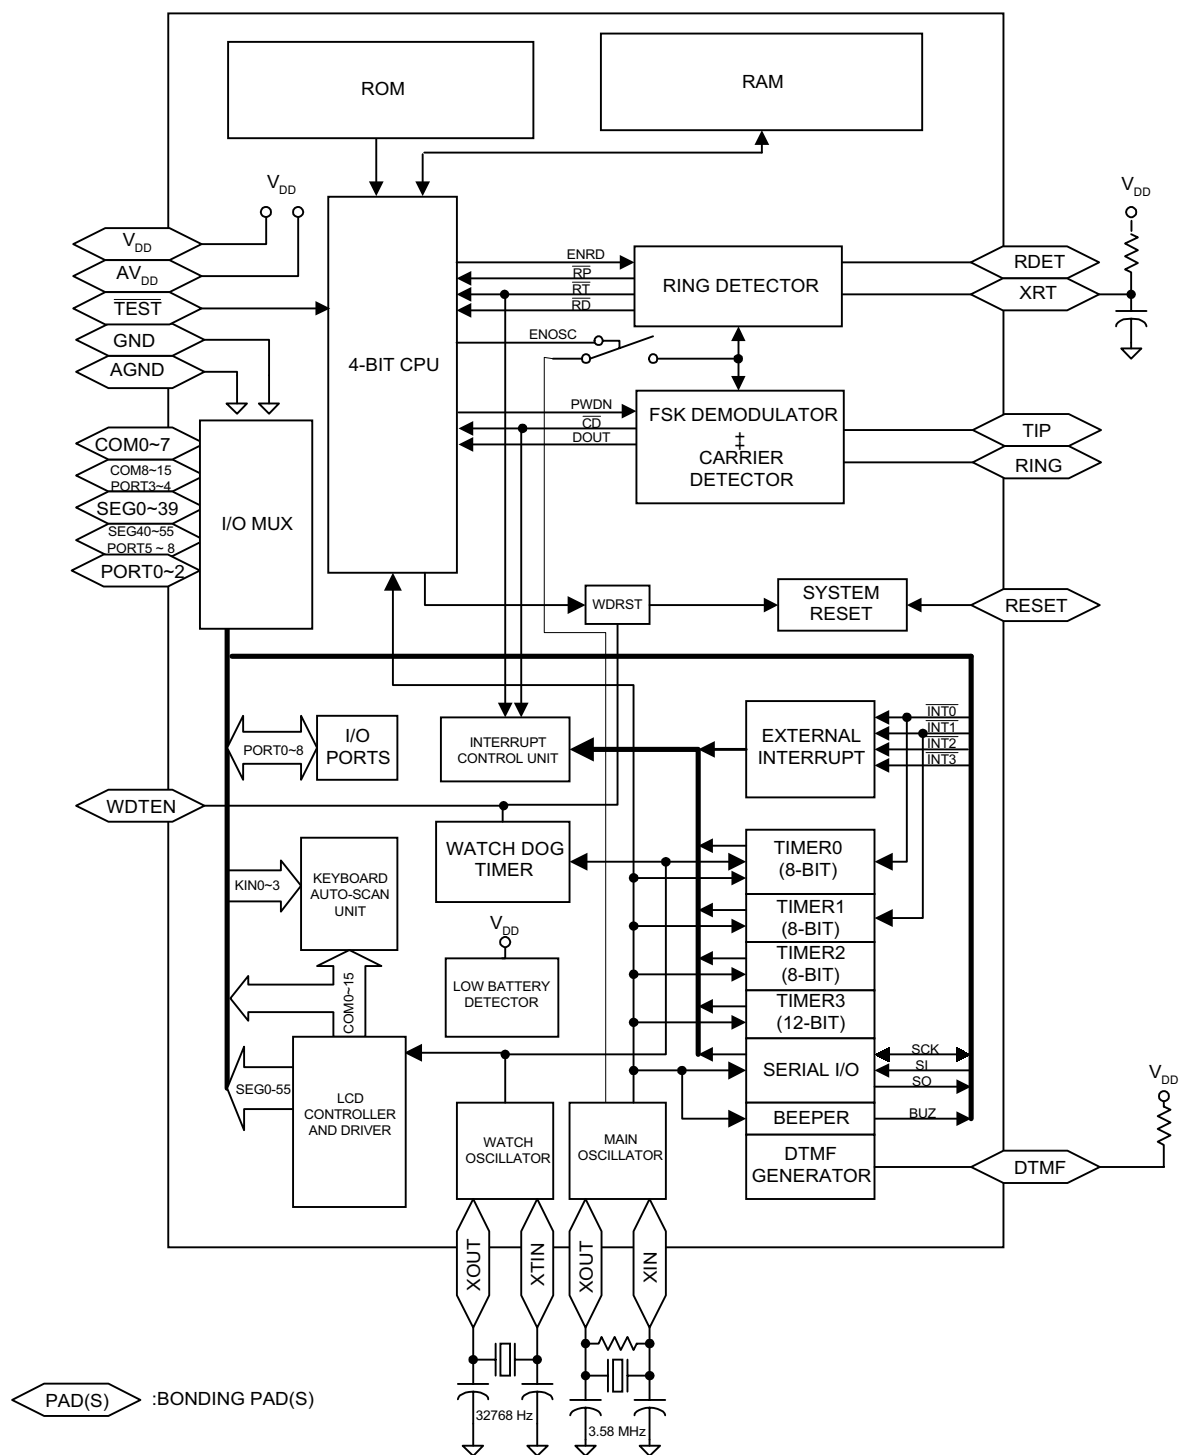 ROM
RAM
VDD
VDD
VDD
AVDD
TEST
GND
AGND
4-BIT CPU
ENRD
RP
RT
RD
ENOSC
PWDN
CD
DOUT
RING DETECTOR
RDET
XRT
FSK DEMODULATOR
‡
CARRIER
DETECTOR
TIP
RING
COM0~7
COM8~15
PORT3~4
SEG0~39
SEG40~55
PORT5 ~ 8
PORT0~2
I/O MUX
WDRST
SYSTEM
RESET
RESET
I/O
PORTS
PORT0~8
INTERRUPT
CONTROL UNIT
EXTERNAL
INTERRUPT
INT0
INT1
INT2
INT3
WDTEN
WATCH DOG
TIMER
KIN0~3
KEYBOARD
AUTO-SCAN
UNIT
TIMER0
(8-BIT)
TIMER1
(8-BIT)
TIMER2
(8-BIT)
TIMER3
(12-BIT)
VDD
LOW BATTERY
DETECTOR
COM0~15
SEG0-55
LCD
CONTROLLER
AND DRIVER
SERIAL I/O
SCK
SI
SO
BEEPER
BUZ
VDD
WATCH
OSCILLATOR
MAIN
OSCILLATOR
DTMF
GENERATOR
DTMF
XOUT
XTIN
XOUT
XIN
32768 Hz
3.58 MHz
PAD(S)
:BONDING PAD(S)